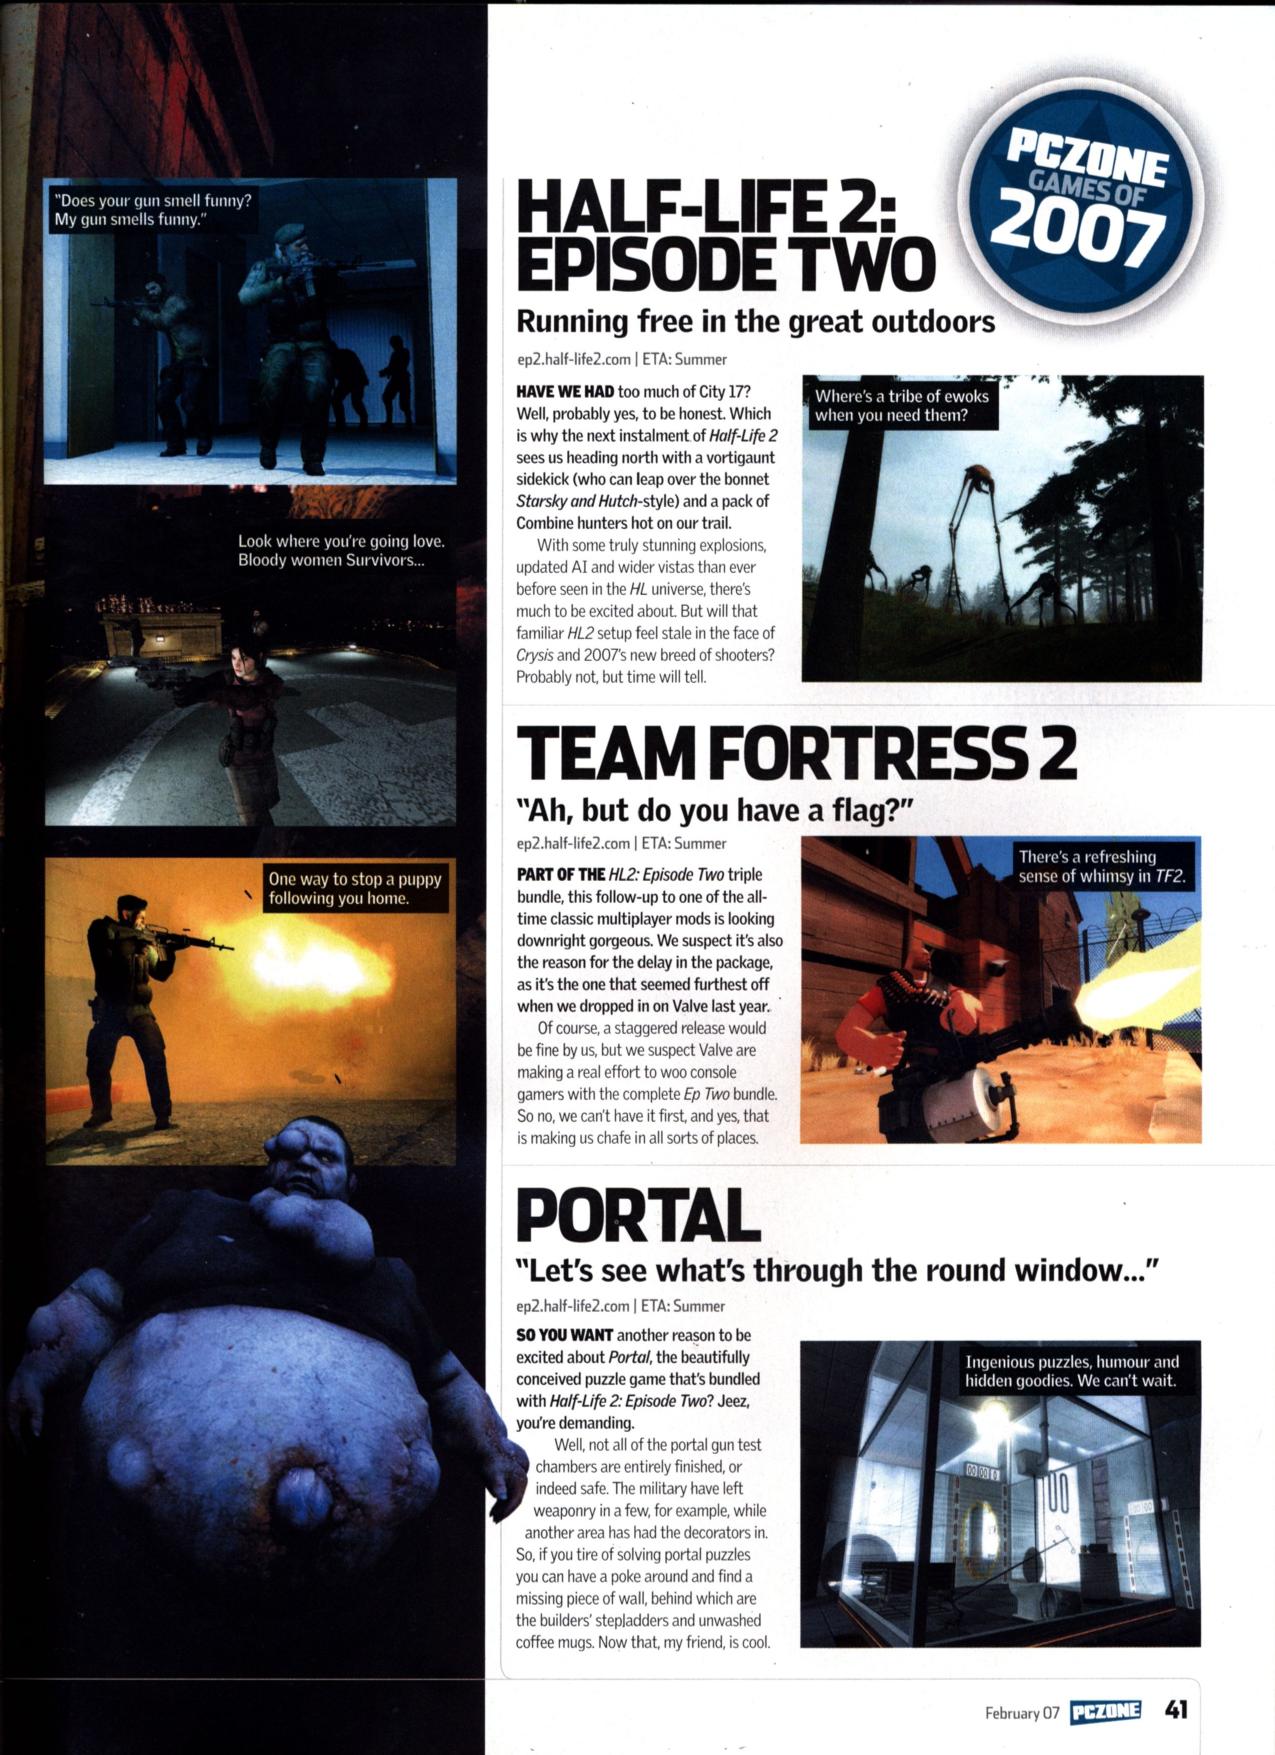 "Does your gun smell funny?
My gun smells funny."
Look where you're going love.
Bloody women Survivors...
One way to stop a puppy
following you home.
PCZONE
GAMES OF
2007
HALF-LIFE 2:
EPISODE TWO
Running free in the great outdoors
ep2.half-life2.com | ETA: Summer
HAVE WE HAD too much of City 17?
Well, probably yes, to be honest. Which
is why the next instalment of Half-Life 2
sees us heading north with a vortigaunt
sidekick (who can leap over the bonnet
Starsky and Hutch-style) and a pack of
Combine hunters hot on our trail.
With some truly stunning explosions,
updated AI and wider vistas than ever
before seen in the HL universe, there's
much to be excited about. But will that
familiar HL2 setup feel stale in the face of
Crysis and 2007's new breed of shooters?
Probably not, but time will tell.
Where's a tribe of ewoks
when you need them?
TEAM FORTRESS 2
"Ah, but do you have a flag?"
ep2.half-life2.com | ETA: Summer
PART OF THE HL2: Episode Two triple
bundle, this follow-up to one of the all-
time classic multiplayer mods is looking
downright gorgeous. We suspect it's also
the reason for the delay in the package,
as it's the one that seemed furthest off
when we dropped in on Valve last year.
Of course, a staggered release would
be fine by us, but we suspect Valve are
making a real effort to woo console
gamers with the complete Ep Two bundle.
So no, we can't have it first, and yes, that
is making us chafe in all sorts of places.
There's a refreshing
sense of whimsy in TF2.
PORTAL
"Let's see what's through the round window..."
ep2.half-life2.com | ETA: Summer
SO YOU WANT another reason to be
excited about Portal, the beautifully
conceived puzzle game that's bundled
with Half-Life 2: Episode Two? Jeez,
you're demanding.
Well, not all of the portal gun test
chambers are entirely finished, or
indeed safe. The military have left
weaponry in a few, for example, while
another area has had the decorators in.
So, if you tire of solving portal puzzles
you can have a poke around and find a
missing piece of wall, behind which are
the builders' stepladders and unwashed
coffee mugs. Now that, my friend, is cool.
Ingenious puzzles, humour and
hidden goodies. We can't wait.
February 07 PCZONE 41